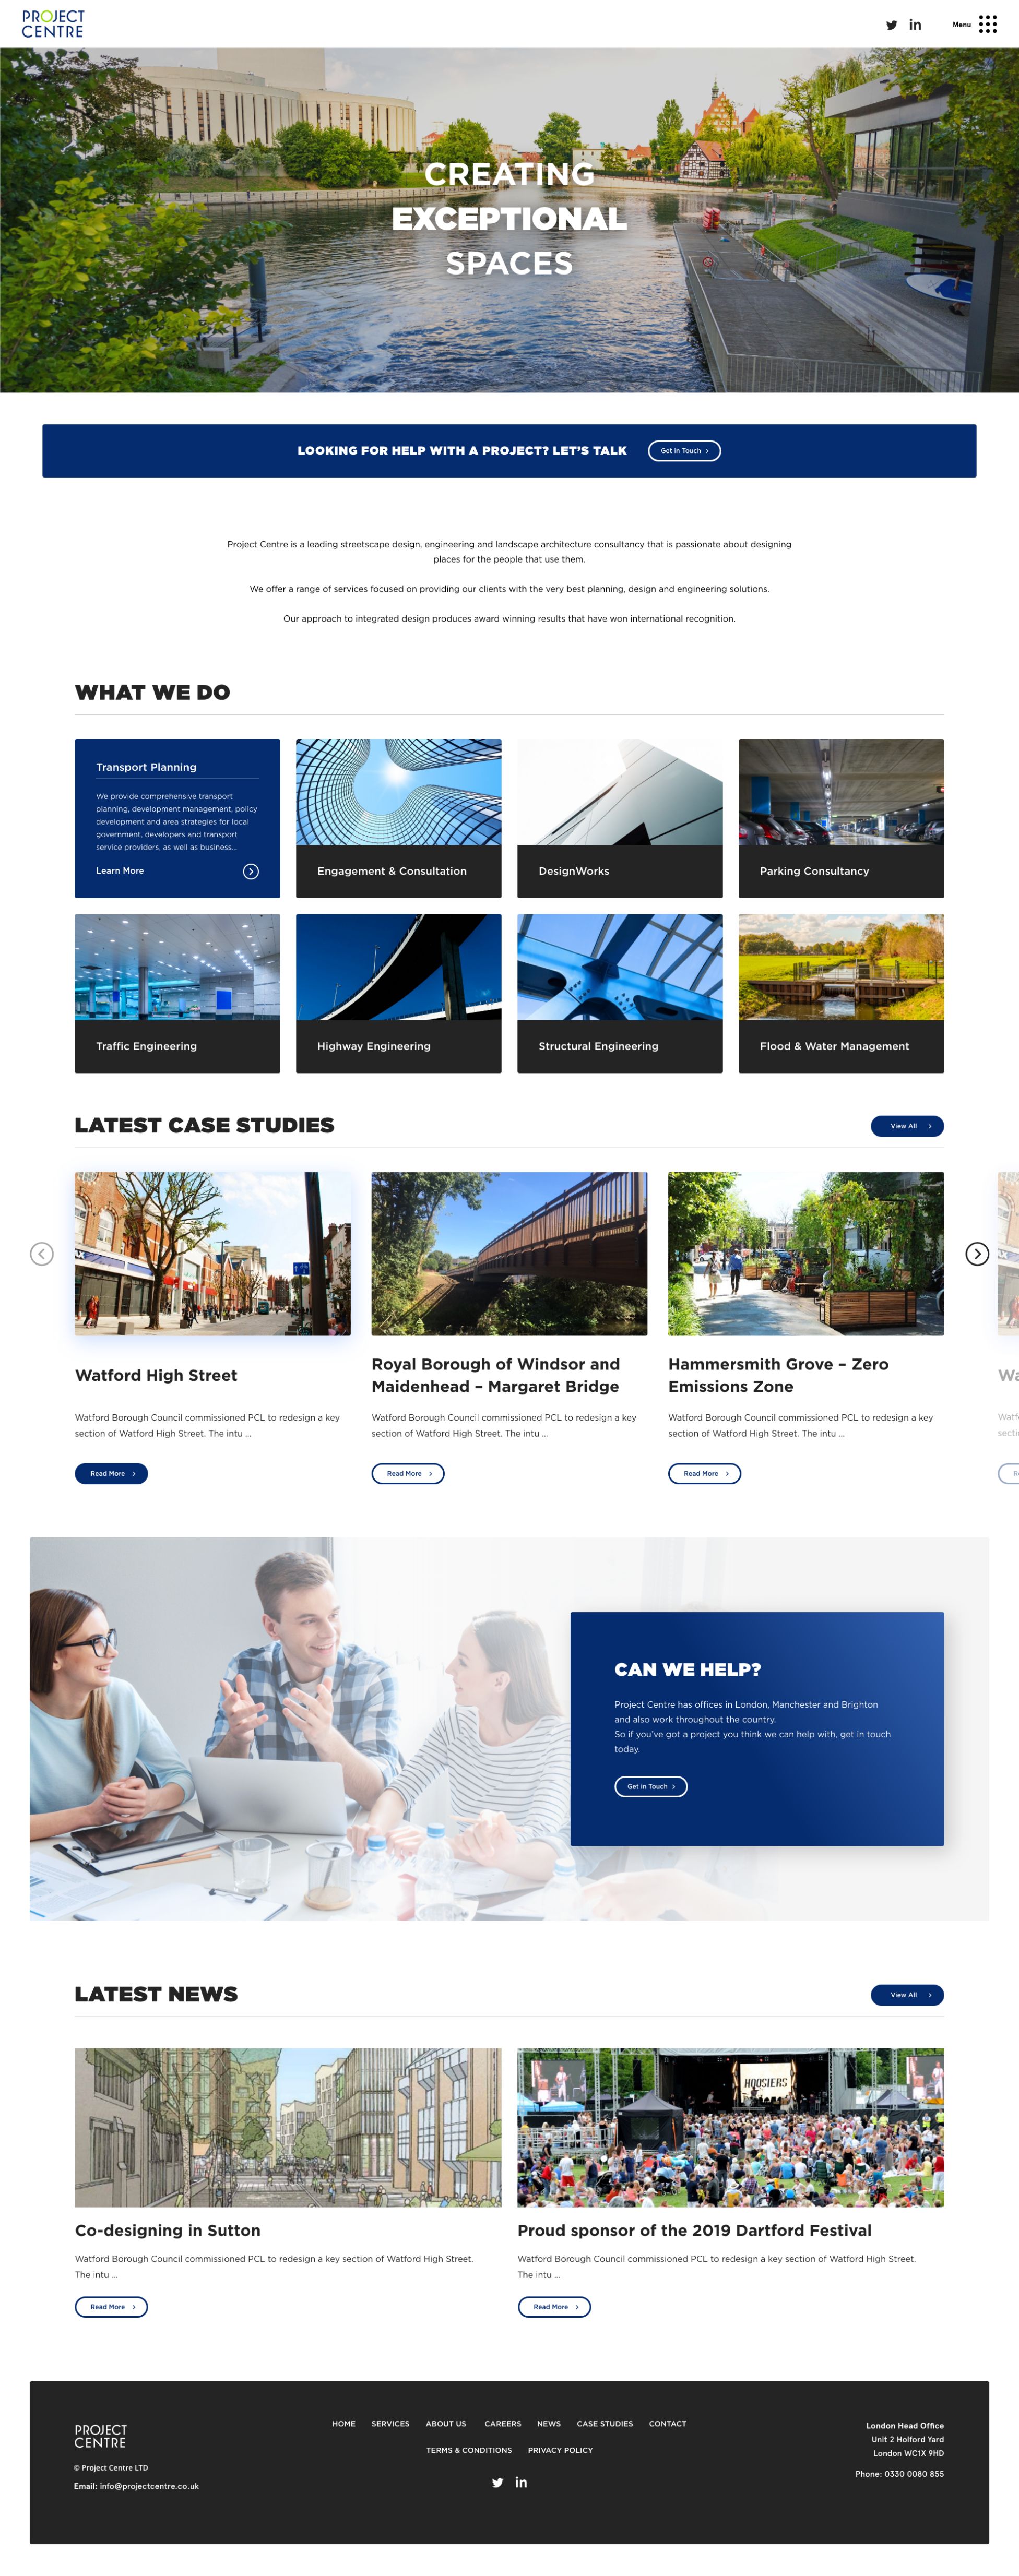 PROJECT
CENTRE
Menu
CREATING
EXCEPTIONAL
SPACES
LOOKING FOR HELP WITH A PROJECT? LET'S TALK
Get in Touch
Project Centre is a leading streetscape design, engineering and landscape architecture consultancy that is passionate about designing
places for the people that use them.
We offer a range of services focused on providing our clients with the very best planning, design and engineering solutions.
Our approach to integrated design produces award winning results that have won international recognition.
WHAT WE DO
Transport Planning
We provide comprehensive transport
planning, development management, policy
development and area strategies for local
government, developers and transport
service providers, as well as business...
Learn More
Engagement & Consultation
DesignWorks
Parking Consultancy
Traffic Engineering
Highway Engineering
Structural Engineering
Flood & Water Management
LATEST CASE STUDIES
View All
Watford High Street
Watford Borough Council commissioned PCL to redesign a key
section of Watford High Street. The intu ...
Read More
Royal Borough of Windsor and
Maidenhead – Margaret Bridge
Watford Borough Council commissioned PCL to redesign a key
section of Watford High Street. The intu ...
Read More
Hammersmith Grove – Zero
Emissions Zone
Watford Borough Council commissioned PCL to redesign a key
section of Watford High Street. The intu ...
Read More
CAN WE HELP?
Project Centre has offices in London, Manchester and Brighton
and also work throughout the country.
So if you've got a project you think we can help with, get in touch
today.
Get in Touch
LATEST NEWS
View All
HOOSIERS
Co-designing in Sutton
Watford Borough Council commissioned PCL to redesign a key section of Watford High Street.
The intu ...
Read More
Proud sponsor of the 2019 Dartford Festival
Watford Borough Council commissioned PCL to redesign a key section of Watford High Street.
The intu ...
Read More
PROJECT
CENTRE
© Project Centre LTD
Email: info@projectcentre.co.uk
HOME SERVICES ABOUT US CAREERS NEWS CASE STUDIES CONTACT
TERMS & CONDITIONS PRIVACY POLICY
London Head Office
Unit 2 Holford Yard
London WC1X 9HD
Phone: 0330 0080 855